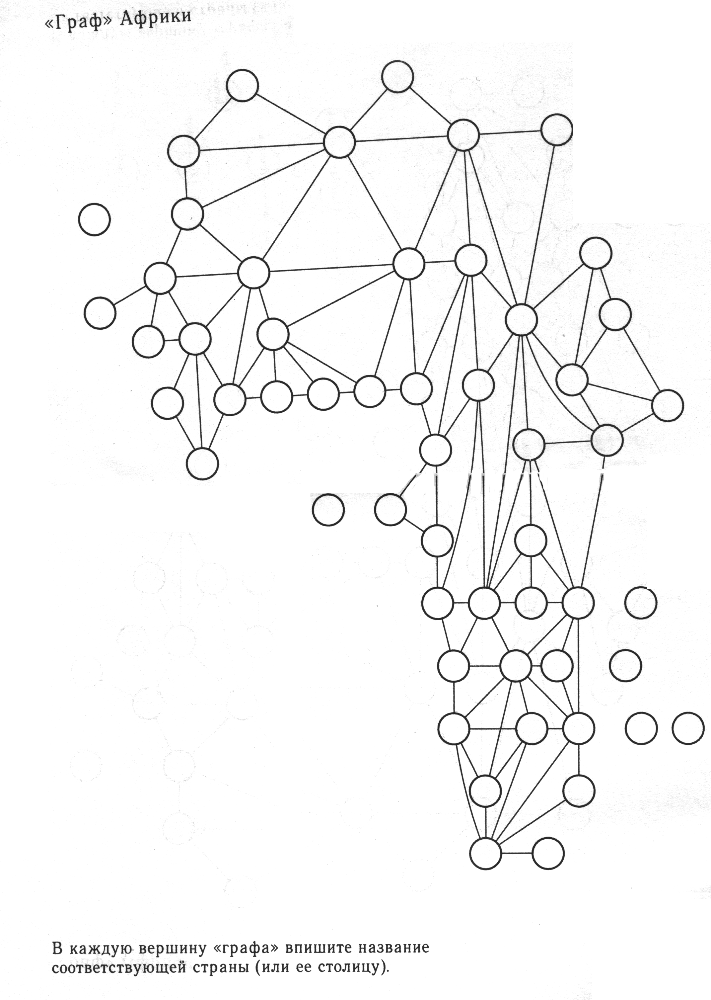 «Граф» Африки
В каждую вершину «графа» впишите название
соответствующей страны (или ее столицу).